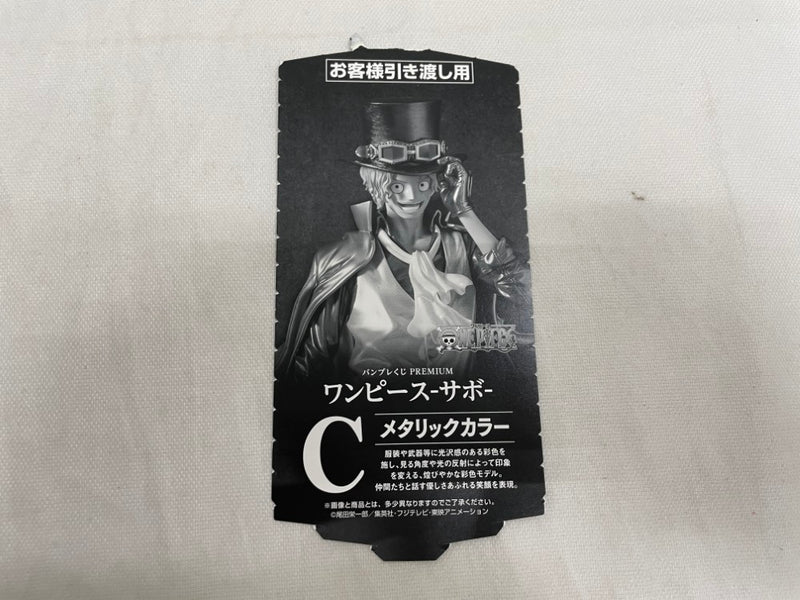 お客様引き渡し用
ONE PIECE
バンプレくじ PREMIUM
ワンピース-サボ-
C
メタリックカラー
服装や武器等に光沢感のある彩色を
施し、見る角度や光の反射によって印象
を変える、煌びやかな彩色モデル。
仲間たちと話す優しさあふれる笑顔を表現。
※画像と商品とは、多少異なりますのでご了承ください。
©尾田栄一郎／集英社・フジテレビ・東映アニメーション